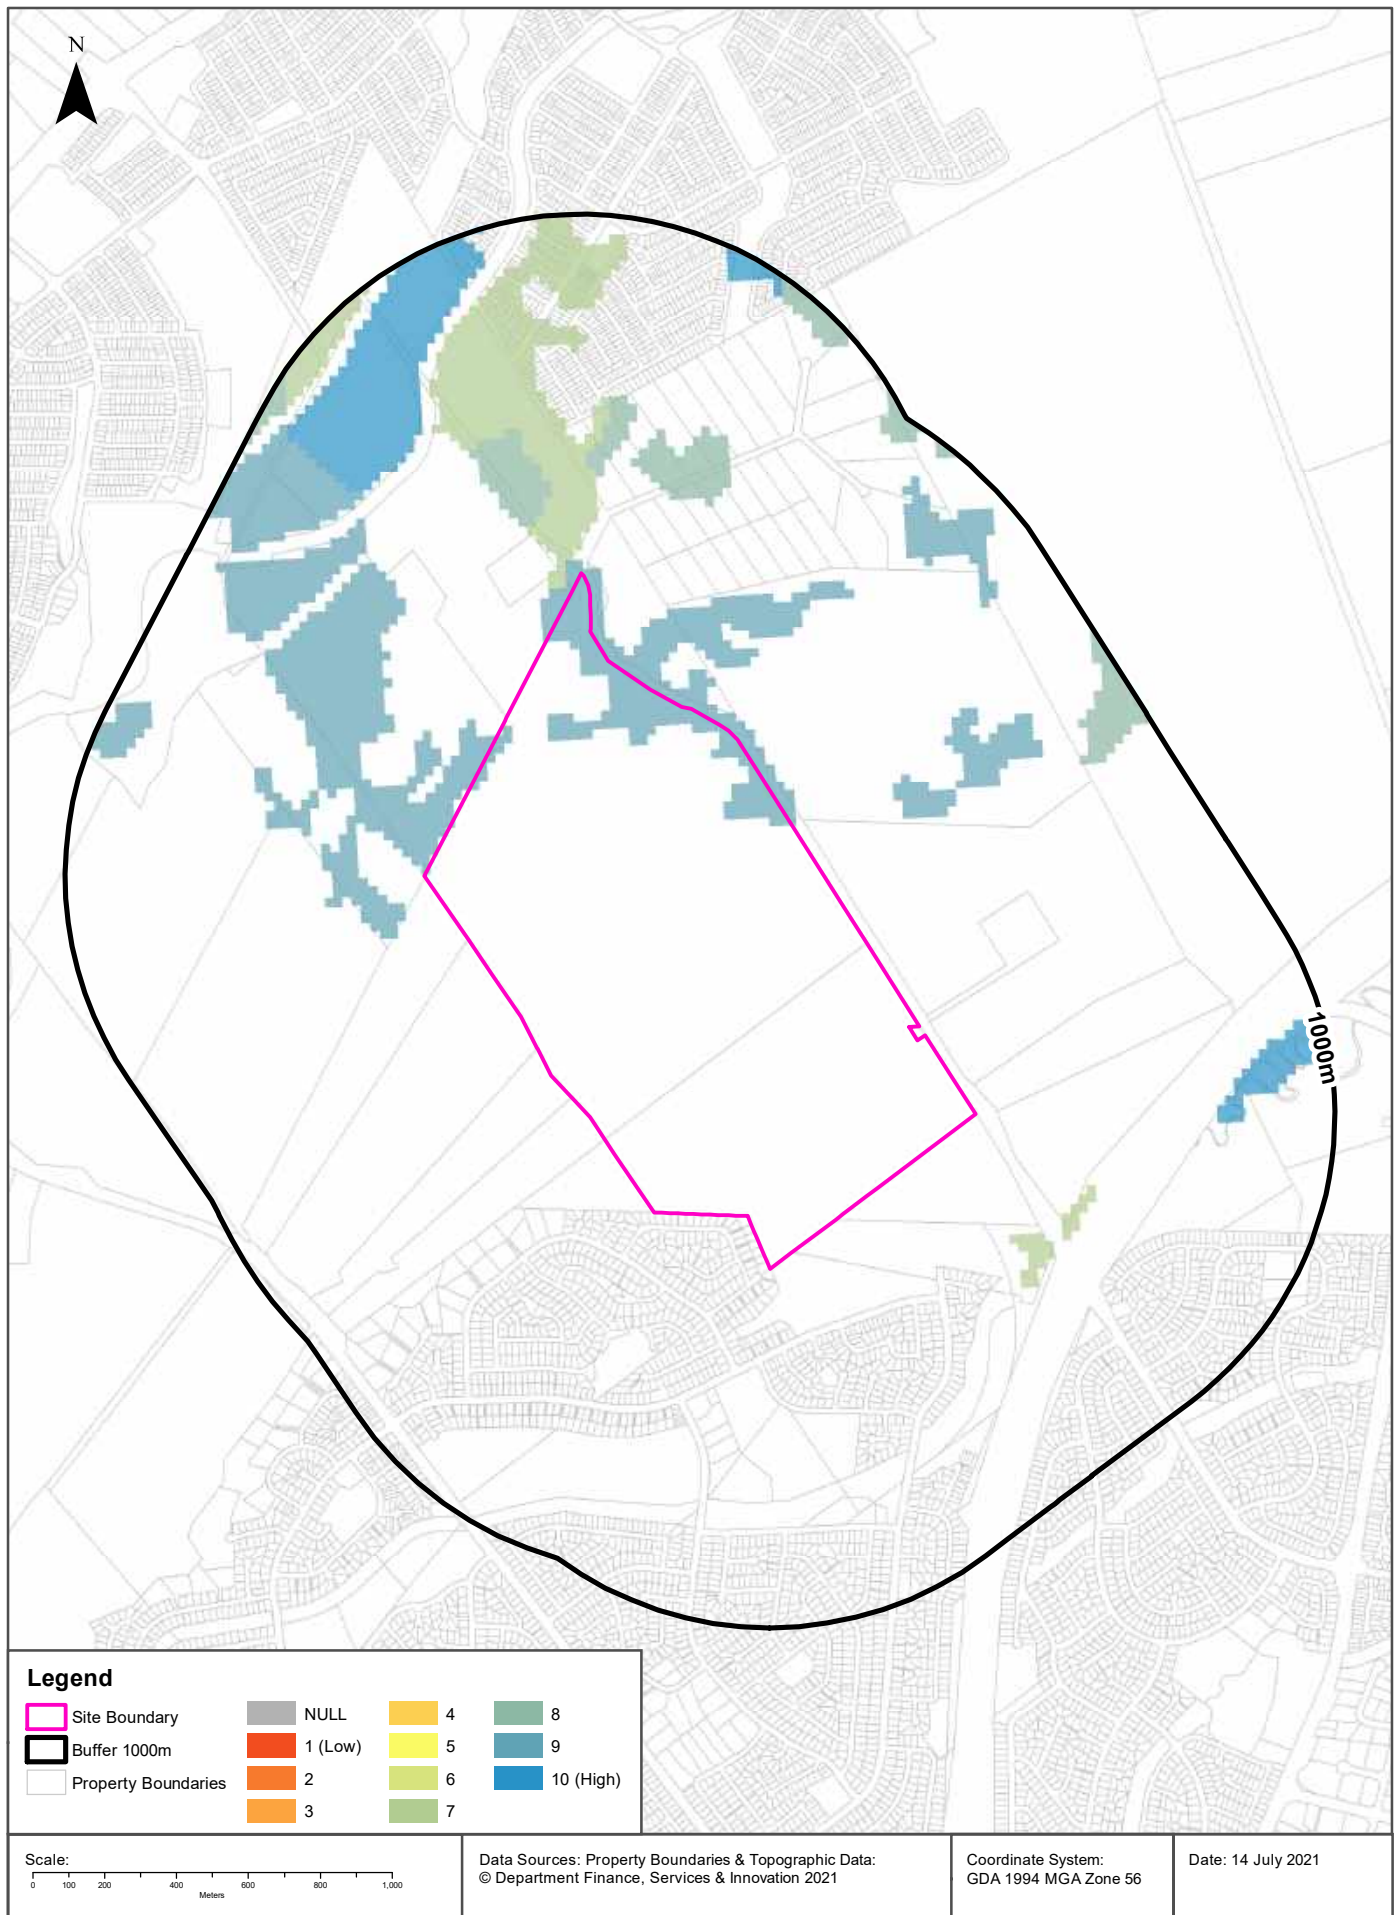 N
1000m
Legend
Site Boundary
Buffer 1000m
Property Boundaries
NULL
1 (Low)
2
3
4
5
6
7
8
9
10 (High)
Scale:
0 100 200 400 600 800 1,000
Meters
Data Sources: Property Boundaries & Topographic Data:
© Department Finance, Services & Innovation 2021
Coordinate System:
GDA 1994 MGA Zone 56
Date: 14 July 2021